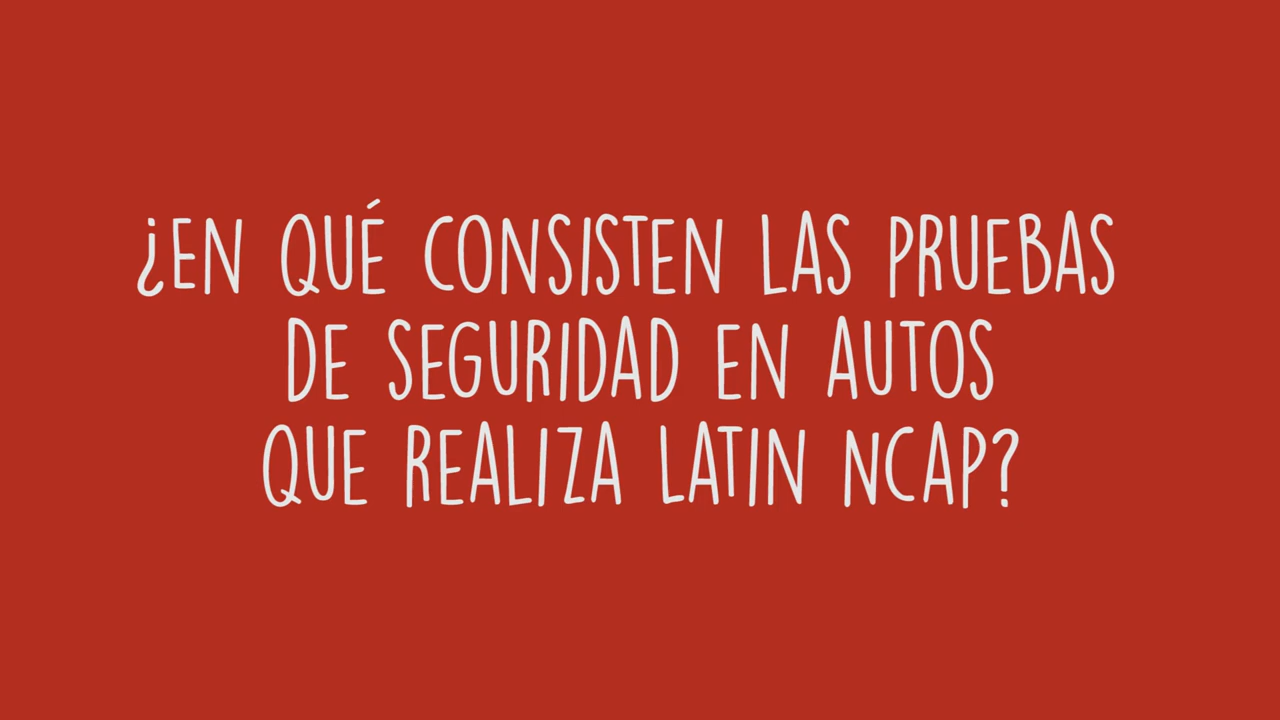 ¿EN QUÉ CONSISTEN LAS PRUEBAS
DE SEGURIDAD EN AUTOS
QUE REALIZA LATIN NCAP?